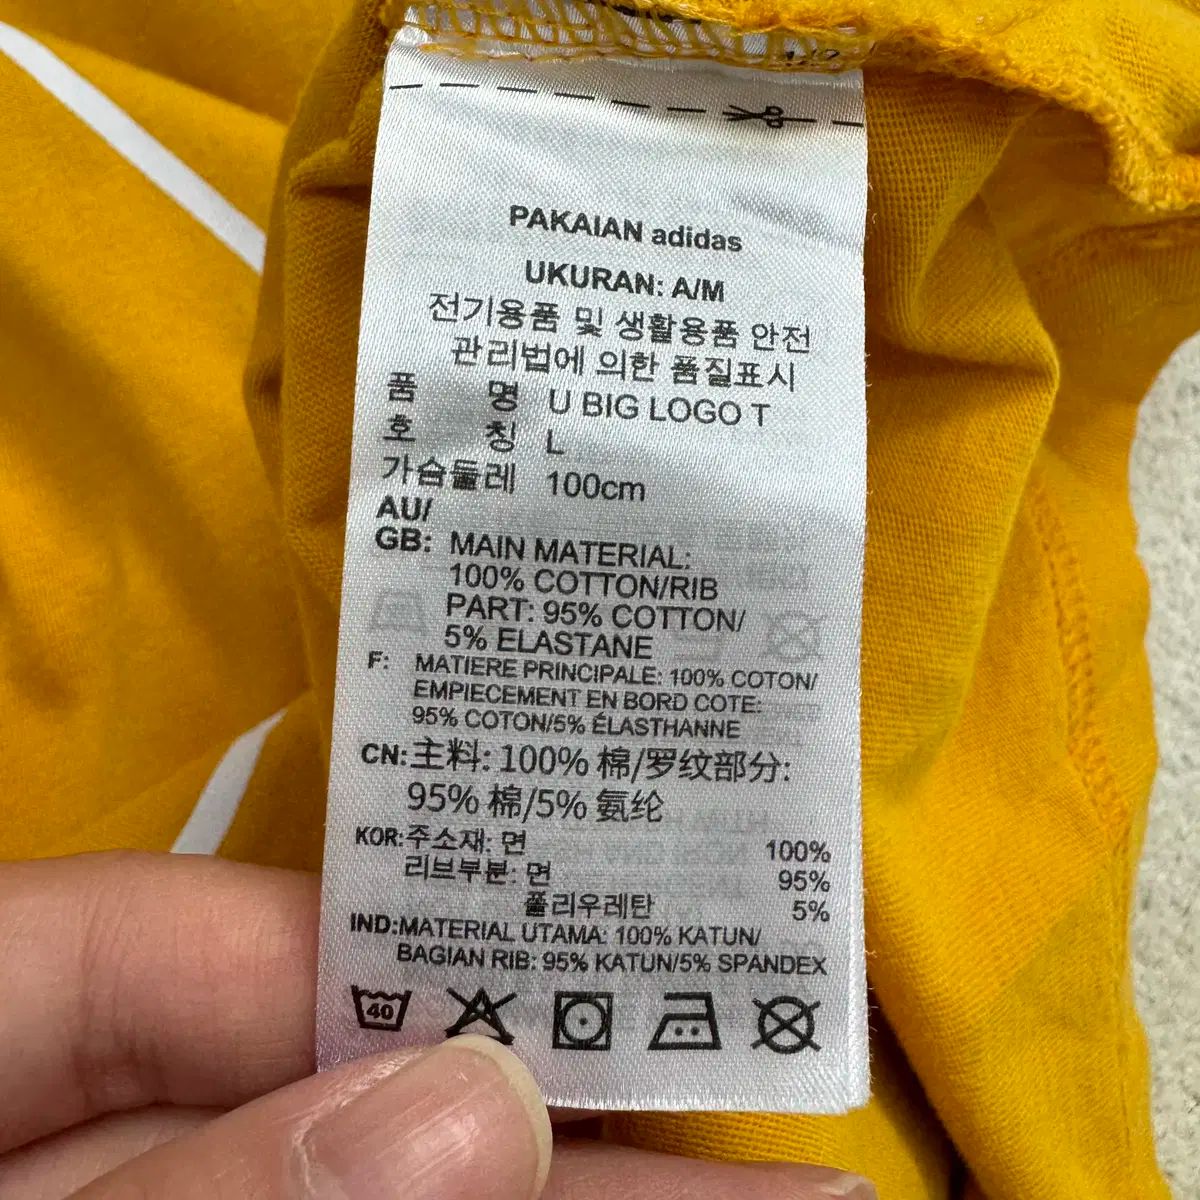 1/2
PAKAIAN adidas
UKURAN: A/M
전기용품 및 생활용품 안전
관리법에 의한 품질표시
품 명 U BIG LOGO T
호 칭 L
가슴둘레 100cm
AU/
GB: MAIN MATERIAL:
100% COTTON/RIB
PART: 95% COTTON/
5% ELASTANE
F: MATIERE PRINCIPALE: 100% COTON/
EMPIECEMENT EN BORD COTE:
95% COTON/5% ÉLASTHANNE
CN: 主料: 100% 棉/罗纹部分:
95% 棉/5% 氨纶
KOR: 주소재: 면 100%
리브부분: 면 95%
폴리우레탄 5%
IND: MATERIAL UTAMA: 100% KATUN/
BAGIAN RIB: 95% KATUN/5% SPANDEX
40